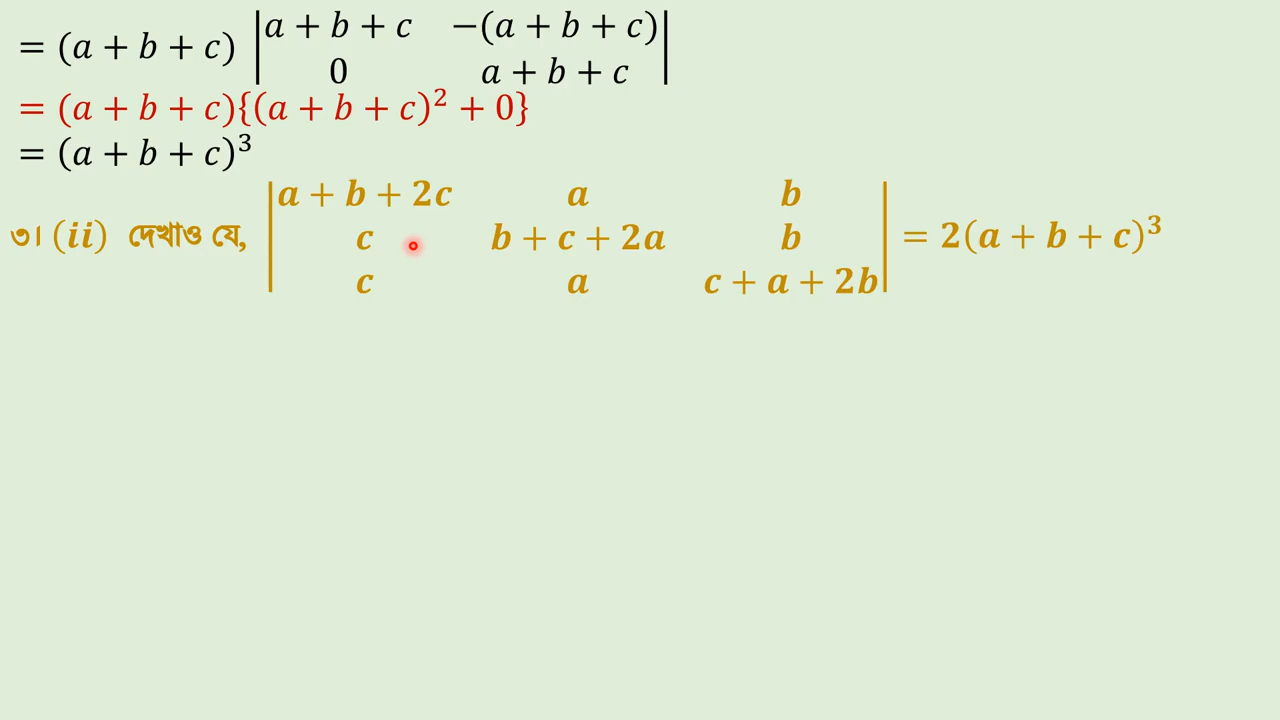 = (a + b + c) |a + b + c −(a + b + c)|
0 a + b + c
= (a + b + c){(a + b + c)² + 0}
= (a + b + c)³
a + b + 2c a b
৩। (ii) দেখাও যে, | c b + c + 2a b | = 2(a + b + c)³
c a c + a + 2b